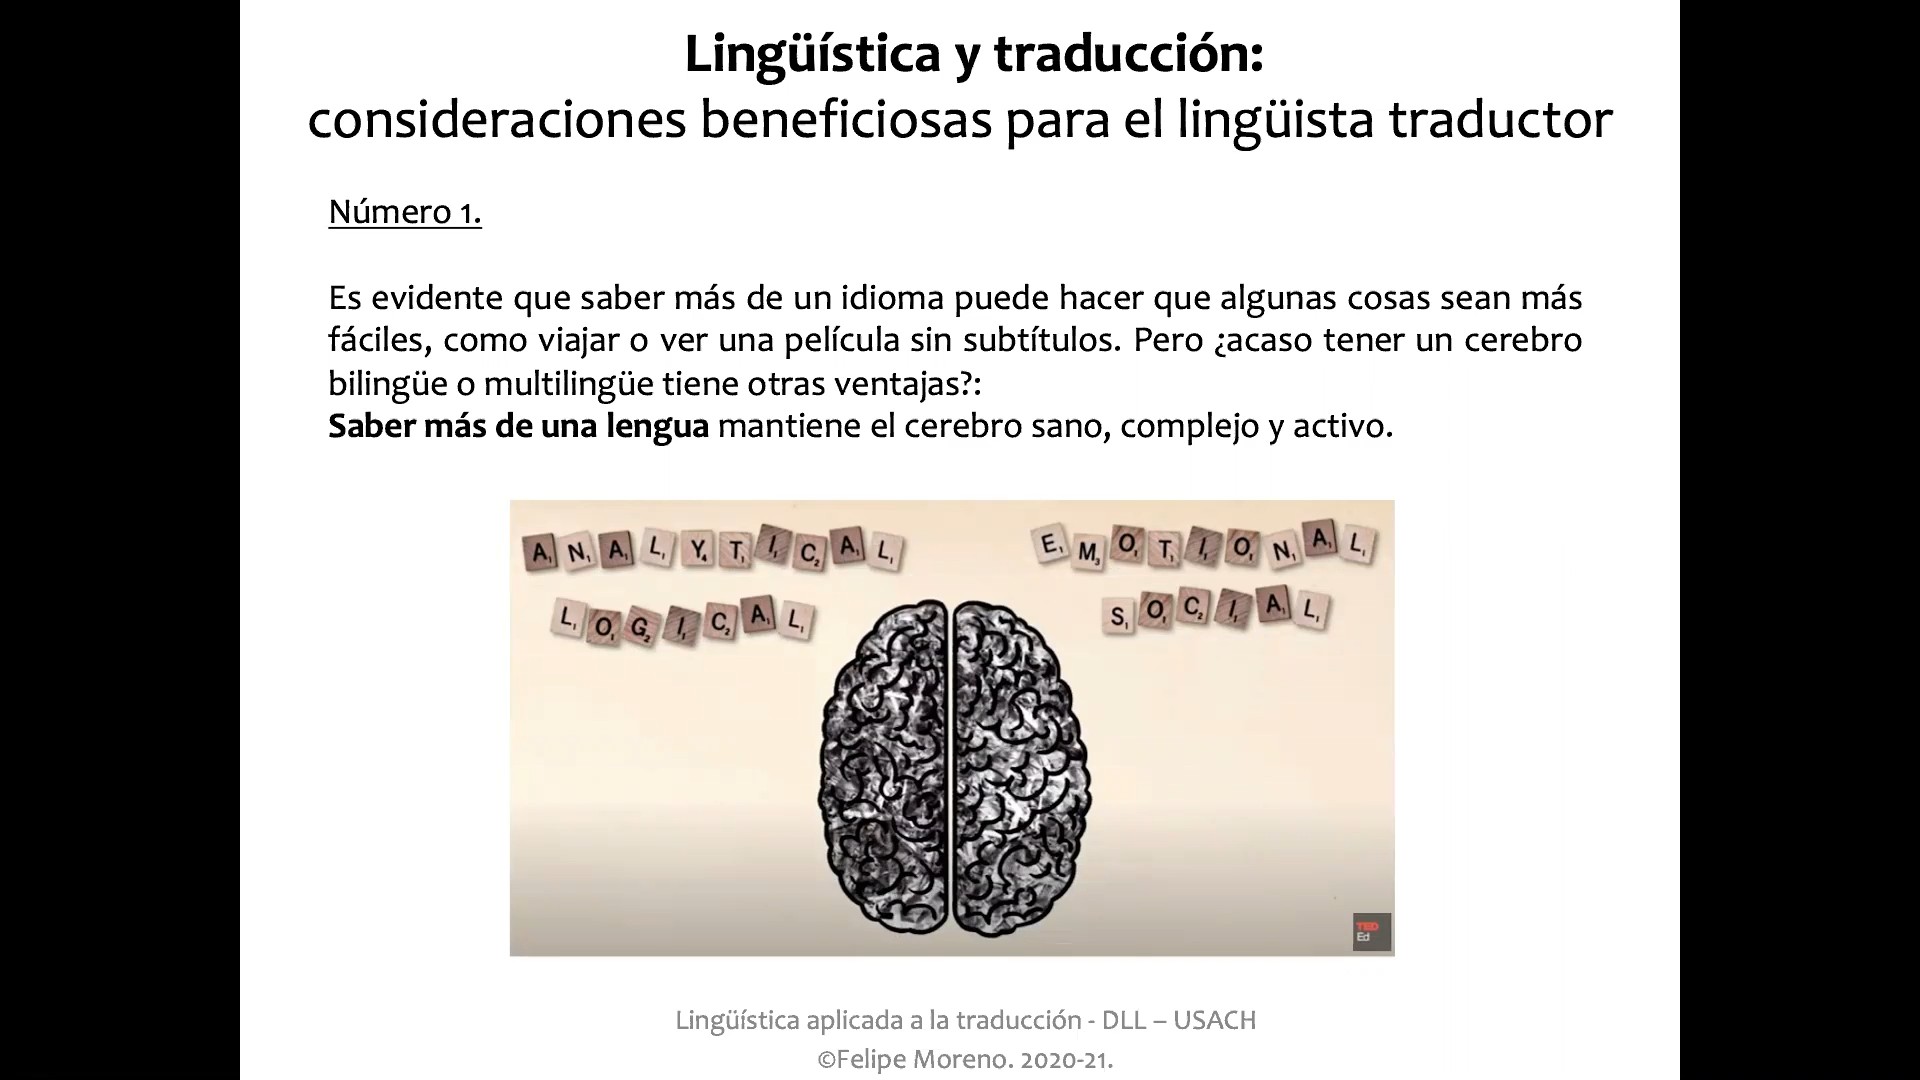 Lingüística y traducción:
consideraciones beneficiosas para el lingüista traductor
Número 1.
Es evidente que saber más de un idioma puede hacer que algunas cosas sean más
fáciles, como viajar o ver una película sin subtítulos. Pero ¿acaso tener un cerebro
bilingüe o multilingüe tiene otras ventajas?:
Saber más de una lengua mantiene el cerebro sano, complejo y activo.
ANALYTICAL
LOGICAL
EMOTIONAL
SOCIAL
TED
Ed
Lingüística aplicada a la traducción - DLL – USACH
©Felipe Moreno. 2020-21.